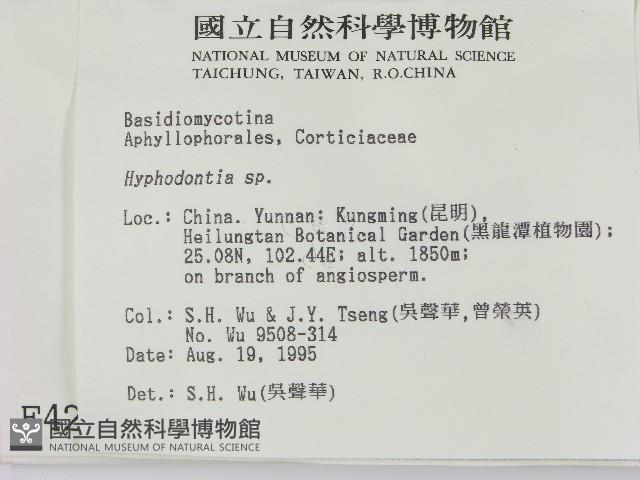 國立自然科學博物館
NATIONAL MUSEUM OF NATURAL SCIENCE
TAICHUNG, TAIWAN, R.O.CHINA
Basidiomycotina
Aphyllophorales, Corticiaceae
Hyphodontia sp.
Loc.: China. Yunnan: Kungming(昆明),
Heilungtan Botanical Garden(黑龍潭植物園);
25.08N, 102.44E; alt. 1850m;
on branch of angiosperm.
Col.: S.H. Wu & J.Y. Tseng(吳聲華,曾榮英)
No. Wu 9508-314
Date: Aug. 19, 1995
Det.: S.H. Wu(吳聲華)
國立自然科學博物館
NATIONAL MUSEUM OF NATURAL SCIENCE